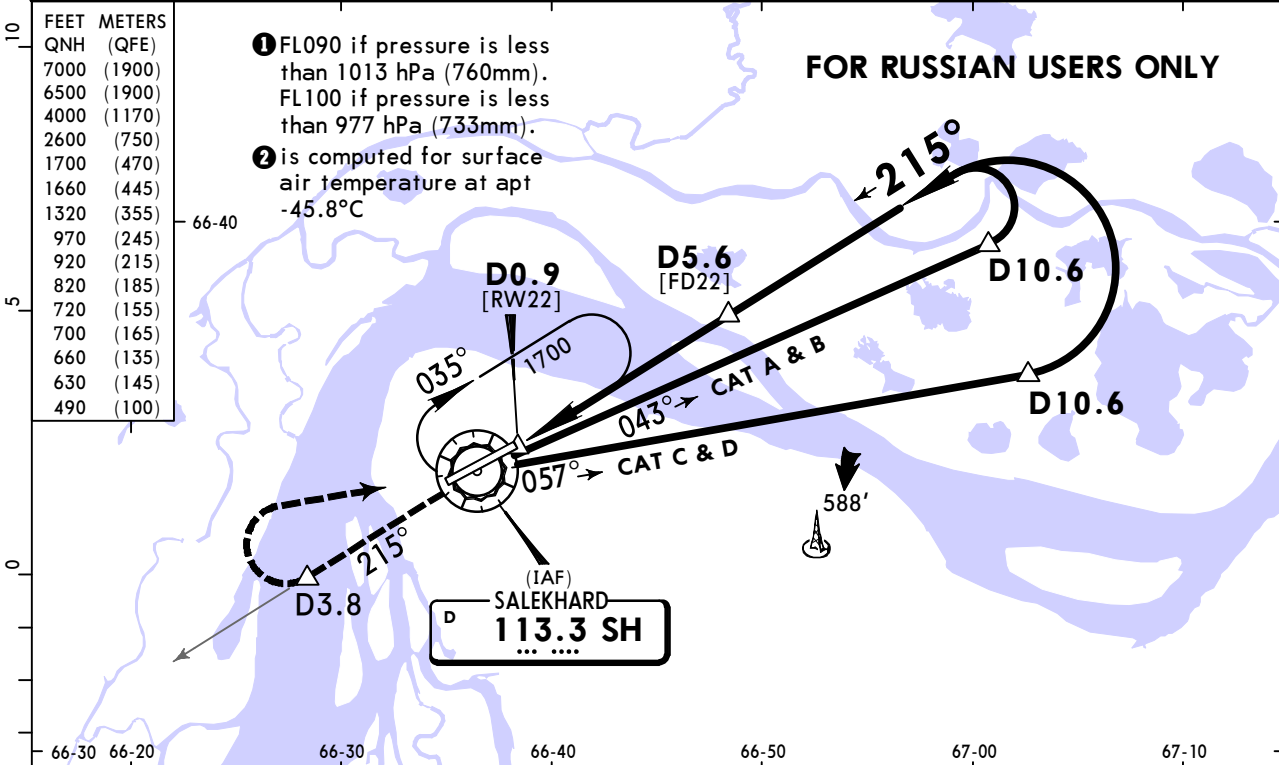 FEET METERS
QNH (QFE)
7000 (1900)
6500 (1900)
4000 (1170)
2600 (750)
1700 (470)
1660 (445)
1320 (355)
970 (245)
920 (215)
820 (185)
720 (155)
700 (165)
660 (135)
630 (145)
490 (100)
❶ FL090 if pressure is less
than 1013 hPa (760mm).
FL100 if pressure is less
than 977 hPa (733mm).
❷ is computed for surface
air temperature at apt
-45.8°C
FOR RUSSIAN USERS ONLY
10
5
0
66-40
215°
D5.6
[FD22]
D0.9
[RW22]
D10.6
D10.6
035°
1700
043° CAT A & B
057° CAT C & D
588'
215°
D3.8
(IAF)
SALEKHARD
D 113.3 SH
66-30 66-20 66-30 66-40 66-50 67-00 67-10